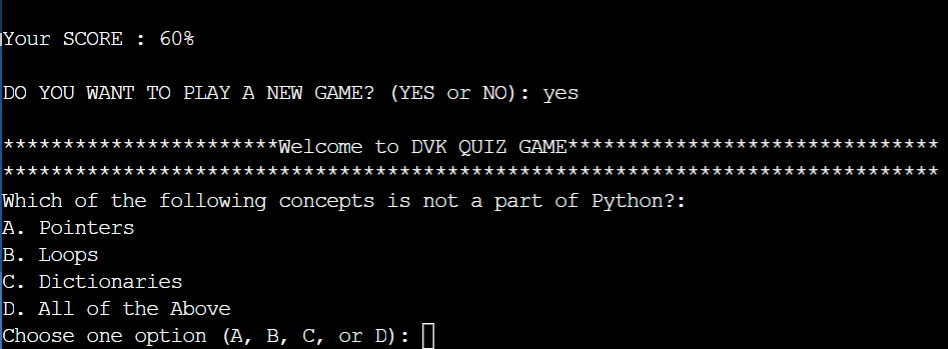 Your SCORE : 60%
DO YOU WANT TO PLAY A NEW GAME? (YES or NO): yes
***********************Welcome to DVK QUIZ GAME*******************************
******************************************************************************
Which of the following concepts is not a part of Python?:
A. Pointers
B. Loops
C. Dictionaries
D. All of the Above
Choose one option (A, B, C, or D):